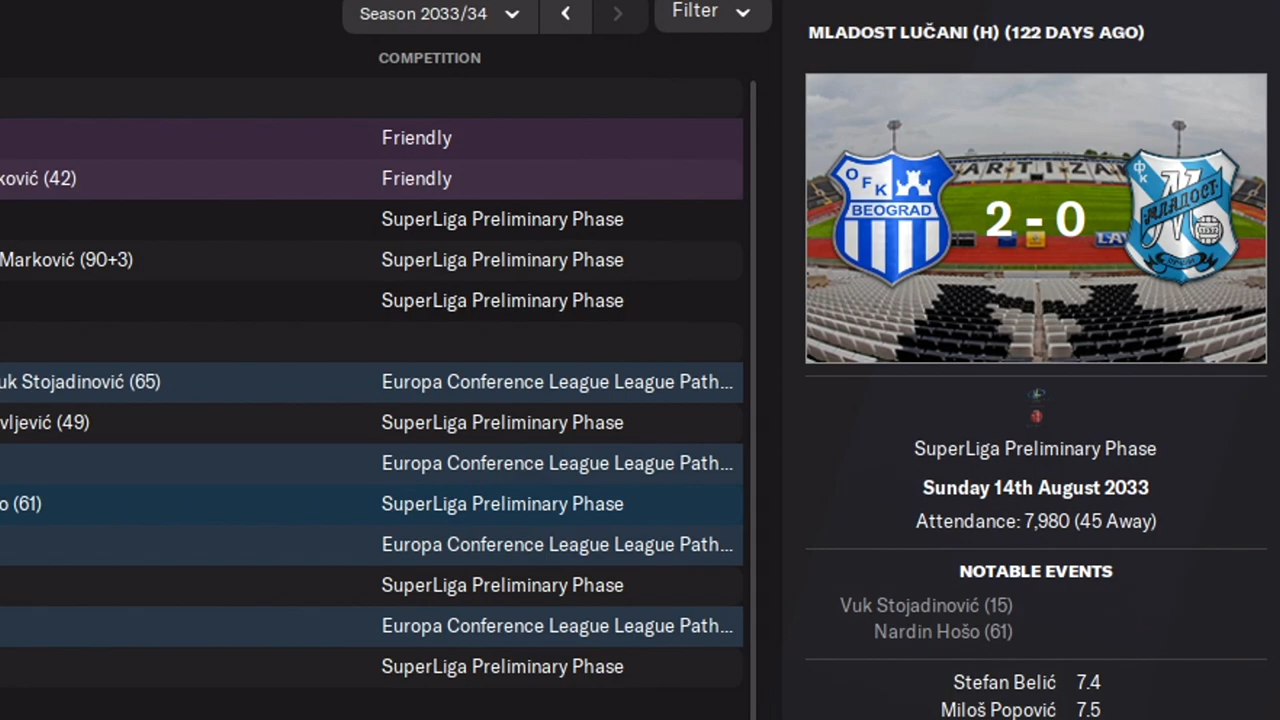 Season 2033/34
Filter
COMPETITION
Friendly
ković (42)
Friendly
SuperLiga Preliminary Phase
Marković (90+3)
SuperLiga Preliminary Phase
SuperLiga Preliminary Phase
uk Stojadinović (65)
Europa Conference League League Path...
vljević (49)
SuperLiga Preliminary Phase
Europa Conference League League Path...
o (61)
SuperLiga Preliminary Phase
Europa Conference League League Path...
SuperLiga Preliminary Phase
Europa Conference League League Path...
SuperLiga Preliminary Phase
MLADOST LUČANI (H) (122 DAYS AGO)
ARTIZA
OFK
BEOGRAD
2 - 0
ФК
МЛАДОСТ
SuperLiga Preliminary Phase
Sunday 14th August 2033
Attendance: 7,980 (45 Away)
NOTABLE EVENTS
Vuk Stojadinović (15)
Nardin Hošo (61)
Stefan Belić 7.4
Miloš Popović 7.5